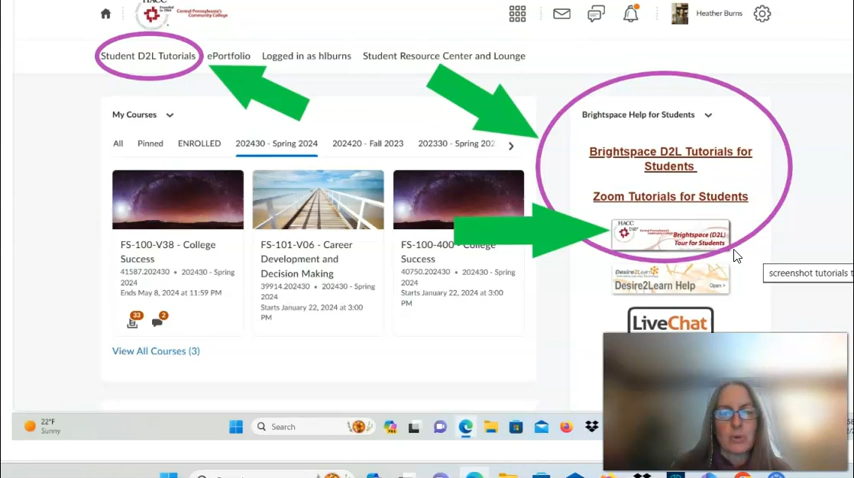 HACC
Central Pennsylvania's
Community College
Heather Burns
Student D2L Tutorials
ePortfolio
Logged in as hlburns
Student Resource Center and Lounge
My Courses
All
Pinned
ENROLLED
202430 - Spring 2024
202420 - Fall 2023
202330 - Spring 202
FS-100-V38 - College
Success
41587.202430 • 202430 - Spring
2024
Ends May 8, 2024 at 11:59 PM
33
2
FS-101-V06 - Career
Development and
Decision Making
39914.202430 • 202430 - Spring
2024
Starts January 22, 2024 at 3:00
PM
FS-100-400 - College
Success
40750.202430 • 202430 - Spring
2024
Starts January 22, 2024 at 3:00
PM
View All Courses (3)
Brightspace Help for Students
Brightspace D2L Tutorials for
Students
Zoom Tutorials for Students
HACC
Brightspace (D2L)
Tour for Students
Desire2Learn
Desire2Learn Help
Open >
LiveChat
screenshot tutorials t
22°F
Sunny
Search